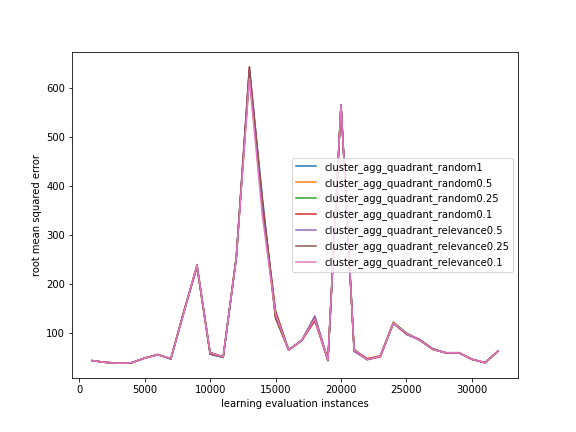 600
500
400
300
200
100
root mean squared error
cluster_agg_quadrant_random1
cluster_agg_quadrant_random0.5
cluster_agg_quadrant_random0.25
cluster_agg_quadrant_random0.1
cluster_agg_quadrant_relevance0.5
cluster_agg_quadrant_relevance0.25
cluster_agg_quadrant_relevance0.1
0 5000 10000 15000 20000 25000 30000
learning evaluation instances